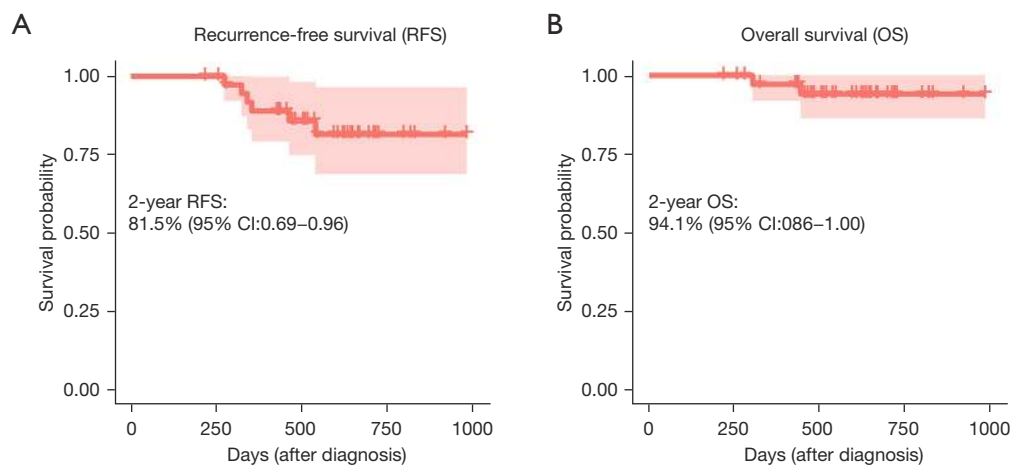 A
Recurrence-free survival (RFS)
1.00
0.75
0.50
0.25
0.00
Survival probability
2-year RFS:
81.5% (95% CI:0.69–0.96)
0 250 500 750 1000
Days (after diagnosis)
B
Overall survival (OS)
1.00
0.75
0.50
0.25
0.00
Survival probability
2-year OS:
94.1% (95% CI:086–1.00)
0 250 500 750 1000
Days (after diagnosis)